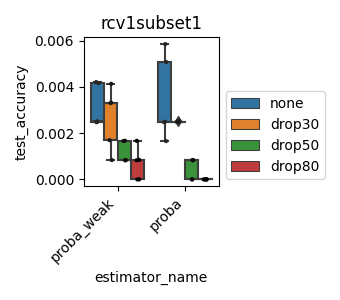 rcv1subset1
0.006
0.004
0.002
0.000
test_accuracy
none
drop30
drop50
drop80
proba_weak
proba
estimator_name